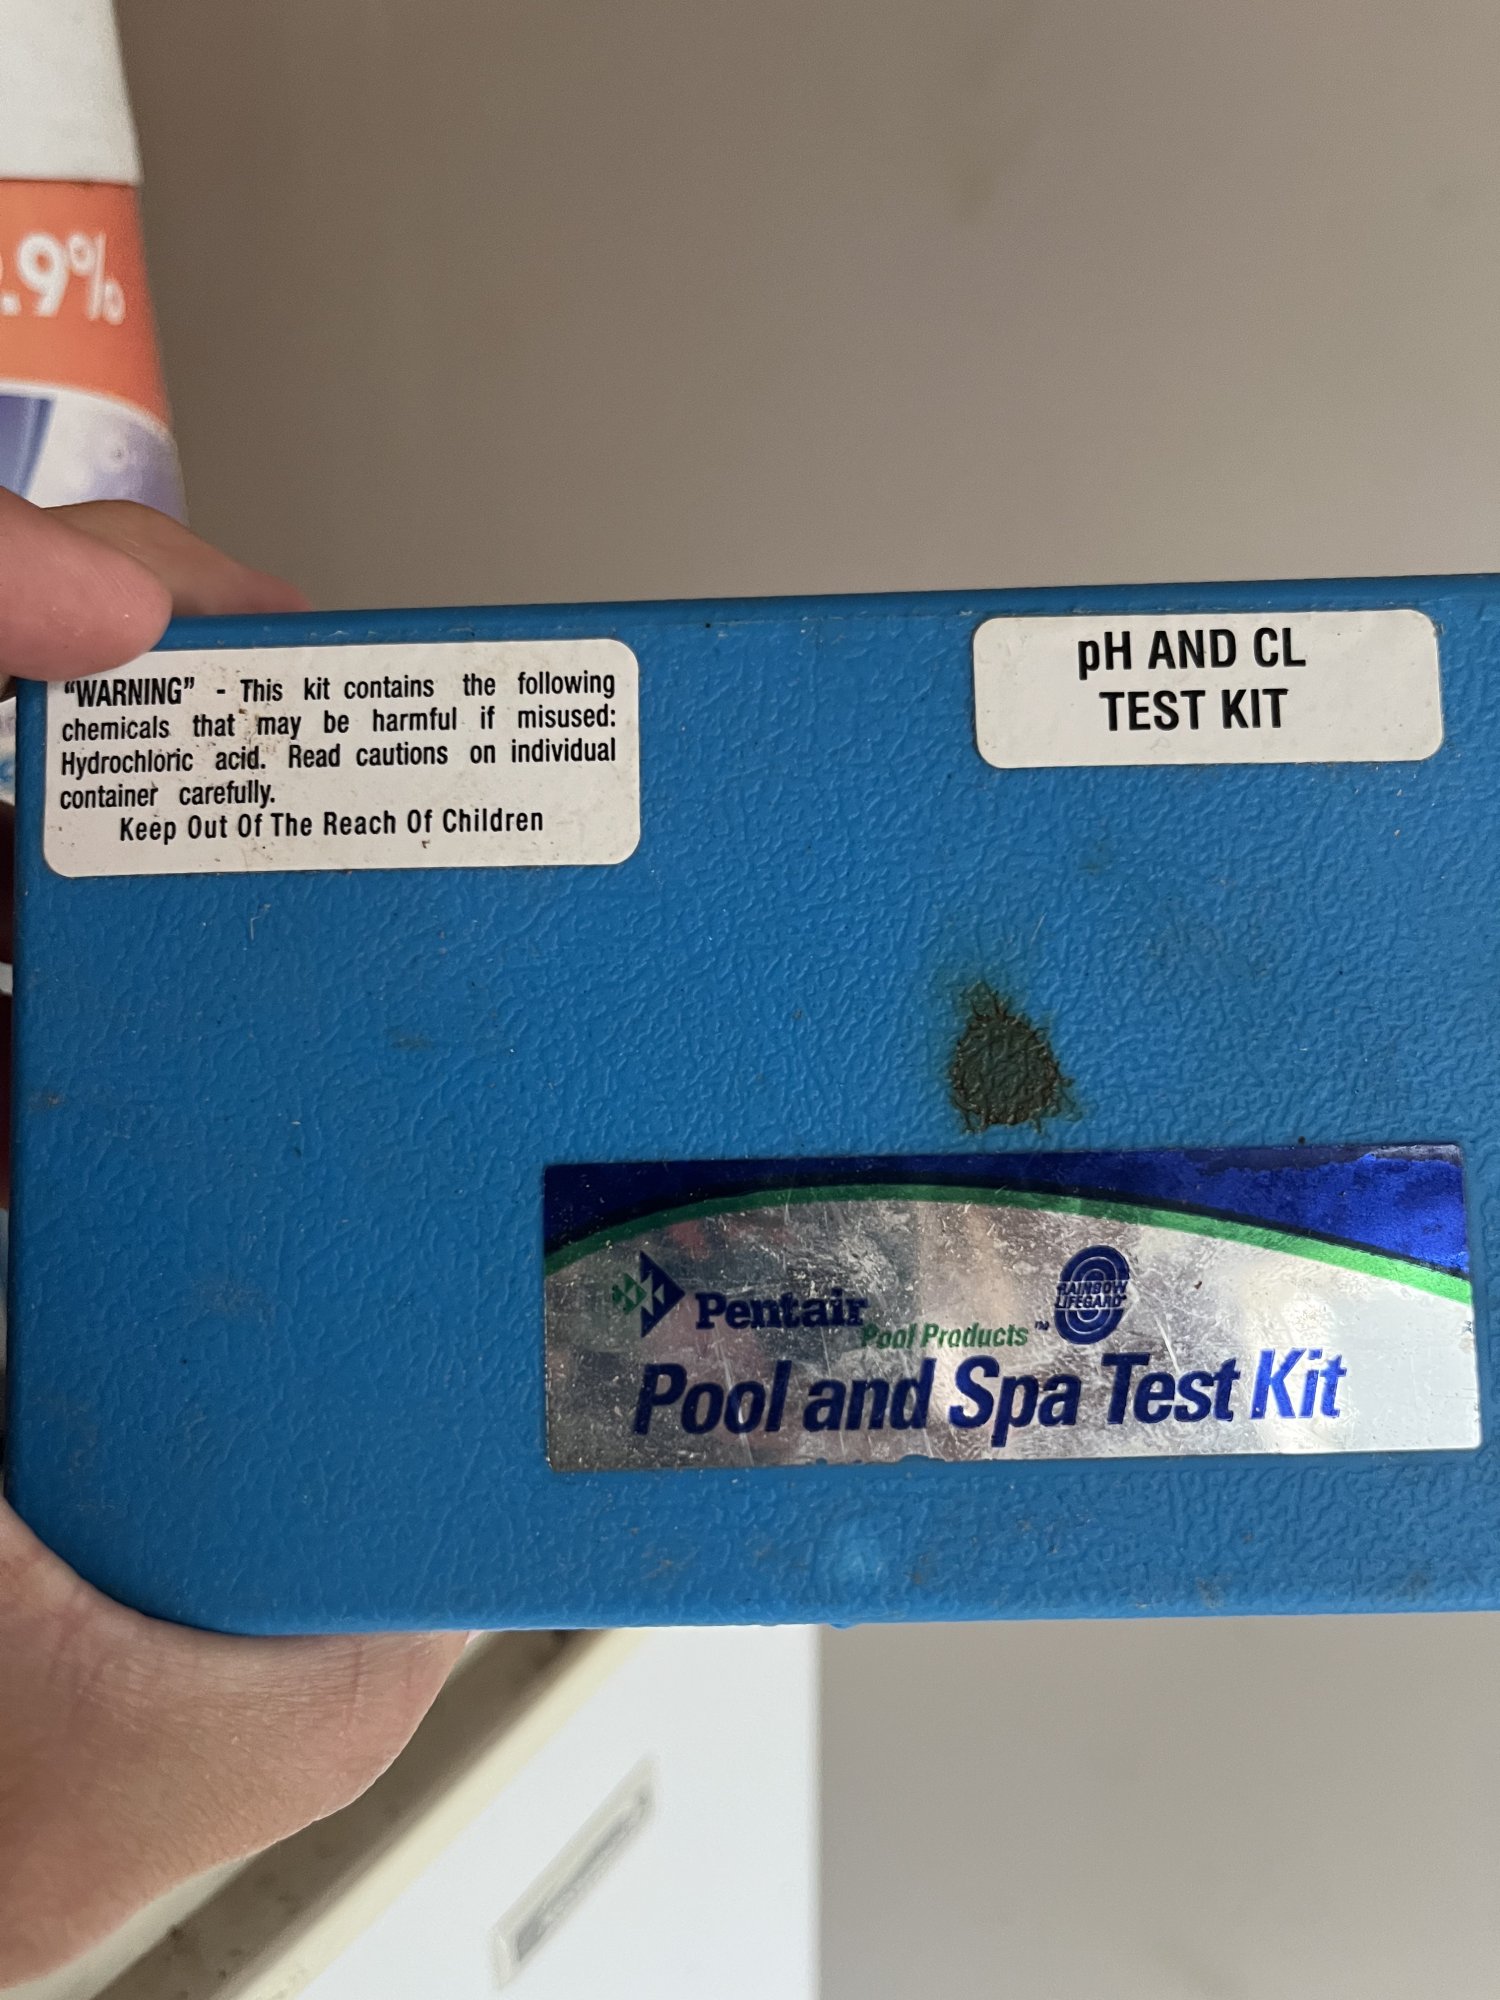 .9%
“WARNING” - This kit contains the following
chemicals that may be harmful if misused:
Hydrochloric acid. Read cautions on individual
container carefully.
Keep Out Of The Reach Of Children
pH AND CL
TEST KIT
Pentair
Pool Products™
RAINBOW
LIFEGARD
Pool and Spa Test Kit